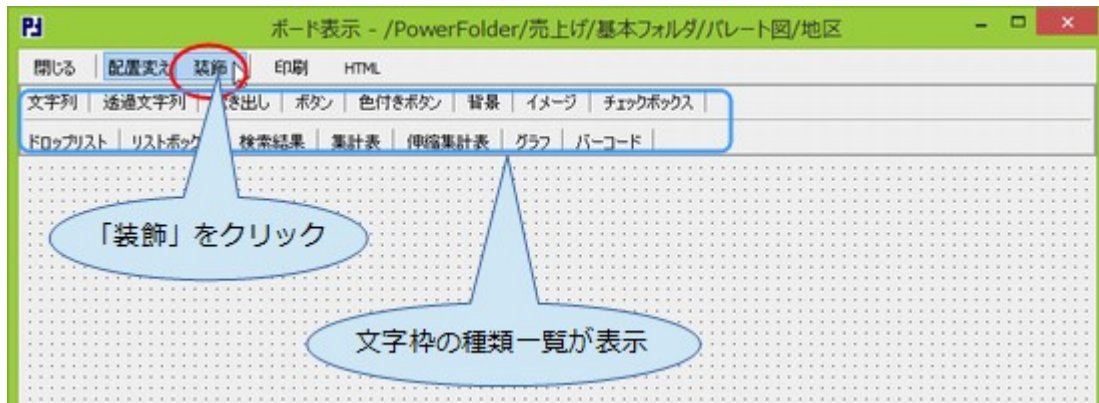 ボード表示 - /PowerFolder/売上げ/基本フォルダ/パレート図/地区
閉じる 配置変え 装飾 印刷 HTML
文字列 透過文字列 き出し ボタン 色付きボタン 背景 イメージ チェックボックス
ドロップリスト リストボック 検索結果 集計表 伸縮集計表 グラフ バーコード
「装飾」をクリック
文字枠の種類一覧が表示